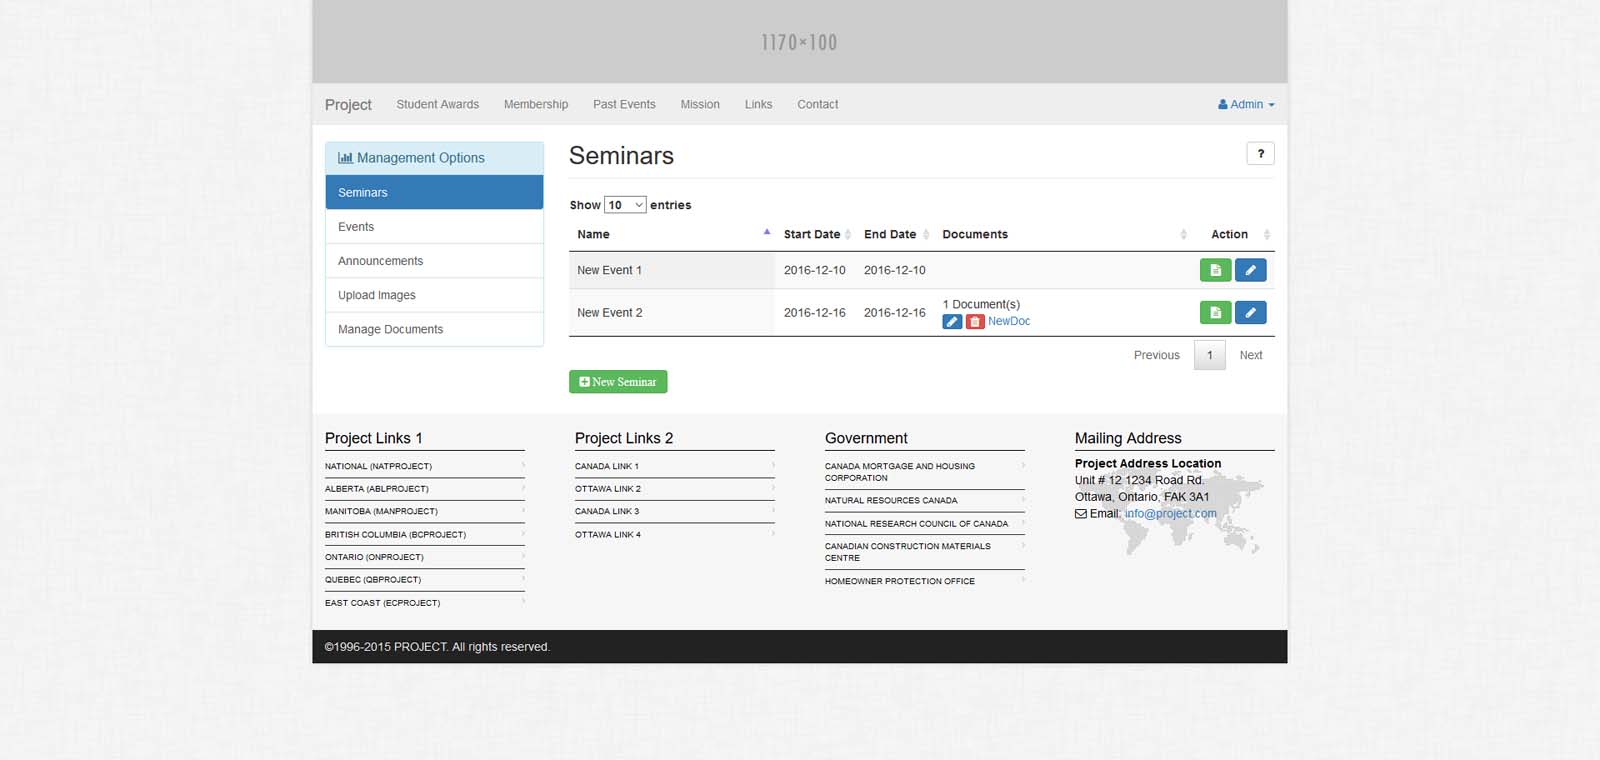 1170×100
Project Student Awards Membership Past Events Mission Links Contact Admin
Management Options
Seminars
Events
Announcements
Upload Images
Manage Documents
Seminars
?
Show 10 entries
Name Start Date End Date Documents Action
New Event 1 2016-12-10 2016-12-10
New Event 2 2016-12-16 2016-12-16 1 Document(s)
NewDoc
Previous 1 Next
New Seminar
Project Links 1
NATIONAL (NATPROJECT)
ALBERTA (ABLPROJECT)
MANITOBA (MANPROJECT)
BRITISH COLUMBIA (BCPROJECT)
ONTARIO (ONPROJECT)
QUEBEC (QBPROJECT)
EAST COAST (ECPROJECT)
Project Links 2
CANADA LINK 1
OTTAWA LINK 2
CANADA LINK 3
OTTAWA LINK 4
Government
CANADA MORTGAGE AND HOUSING
CORPORATION
NATURAL RESOURCES CANADA
NATIONAL RESEARCH COUNCIL OF CANADA
CANADIAN CONSTRUCTION MATERIALS
CENTRE
HOMEOWNER PROTECTION OFFICE
Mailing Address
Project Address Location
Unit # 12 1234 Road Rd.
Ottawa, Ontario, FAK 3A1
Email: info@project.com
©1996-2015 PROJECT. All rights reserved.